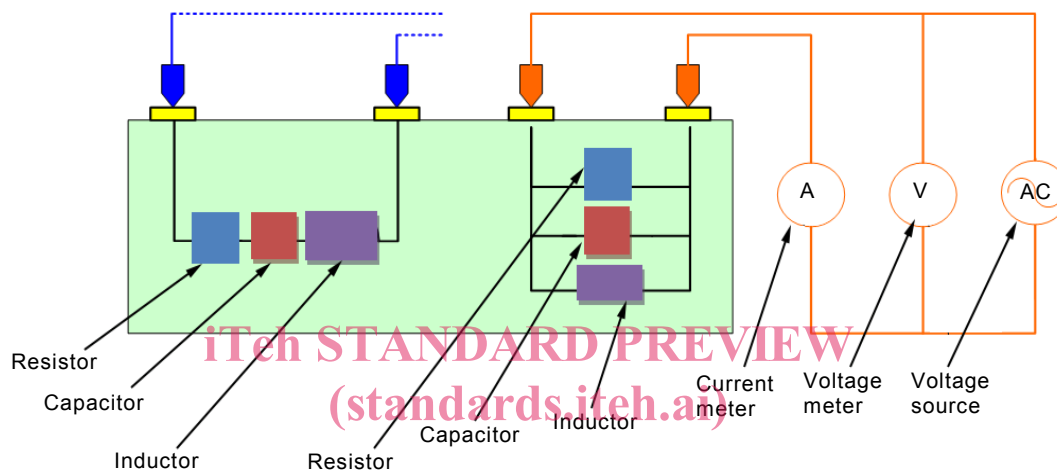 A
V
AC
iTeh STANDARD PREVIEW
(standards.iteh.ai)
Resistor
Capacitor
Inductor
Resistor
Capacitor
Inductor
Current
meter
Voltage
meter
Voltage
source